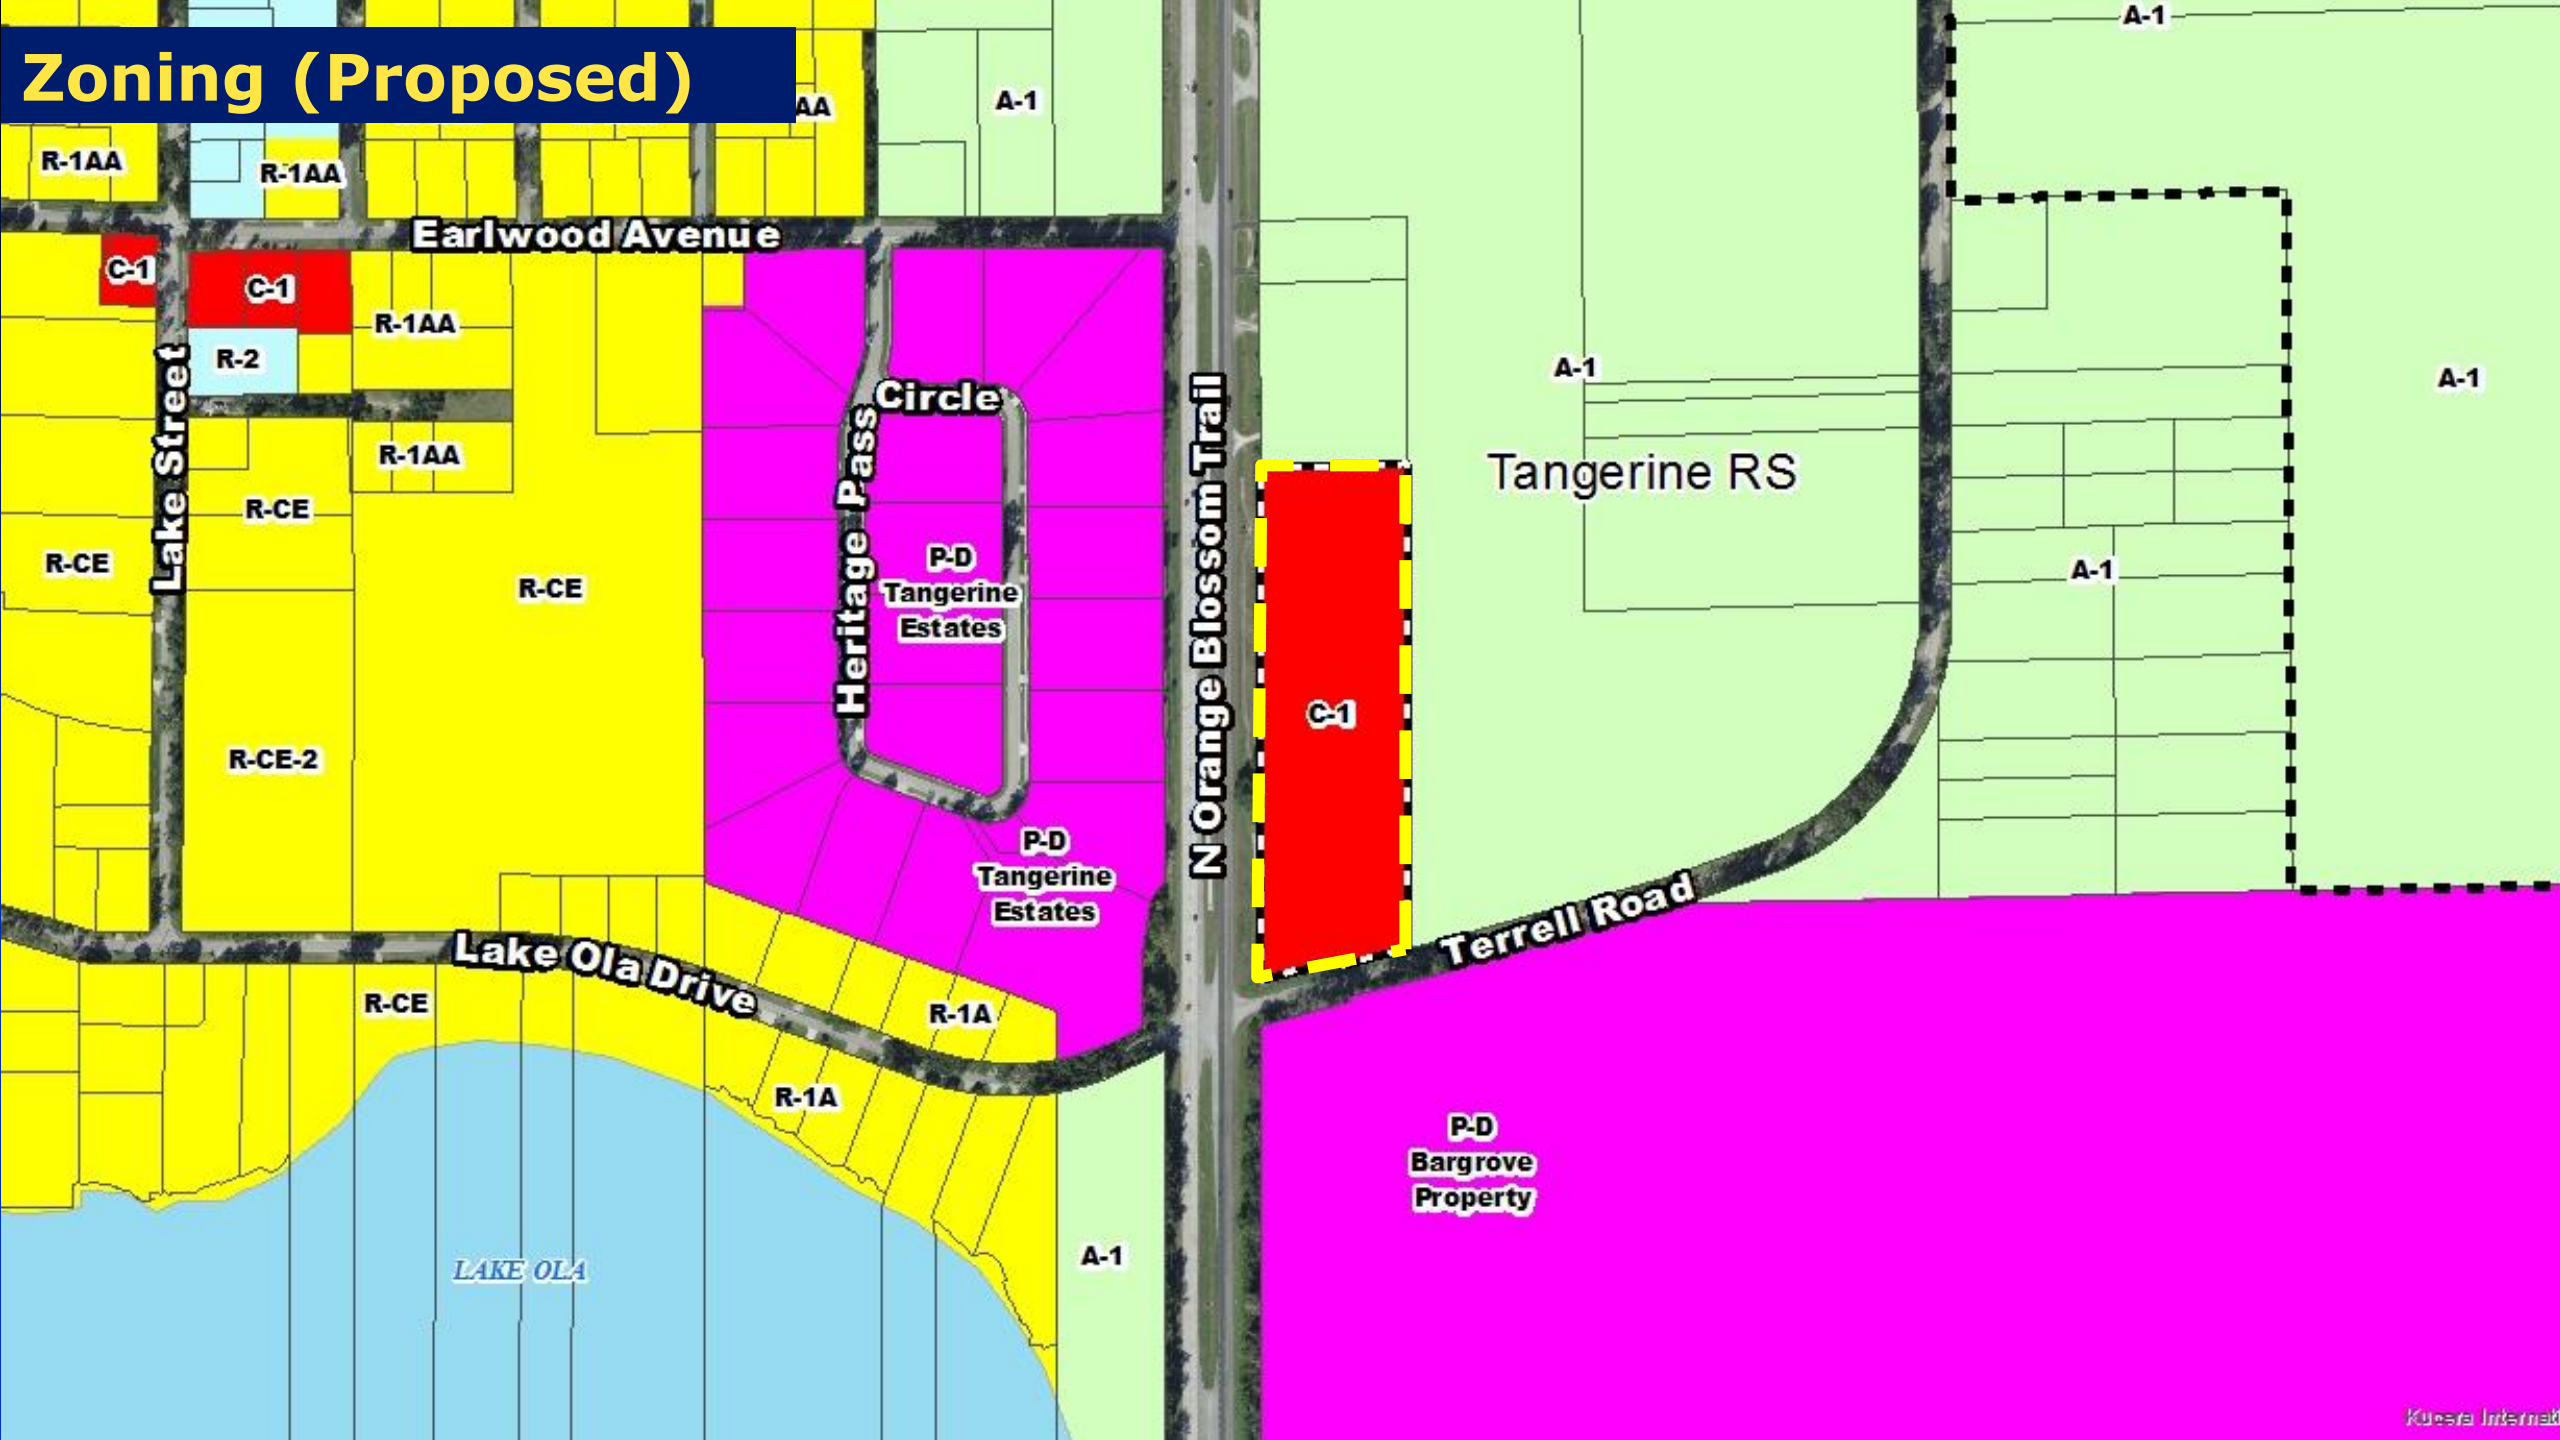 Zoning (Proposed)
A-1
AA
A-1
R-1AA
R-1AA
Earlwood Avenue
C-1
C-1
R-1AA
R-2
A-1
A-1
Circle
Lake Street
R-1AA
Heritage Pass
N Orange Blossom Trail
Tangerine RS
R-CE
R-CE
R-CE
P-D
Tangerine
Estates
A-1
C-1
R-CE-2
P-D
Tangerine
Estates
Terrell Road
Lake Ola Drive
R-CE
R-1A
R-1A
P-D
Bargrove
Property
A-1
LAKE OLA
Kucera Internati